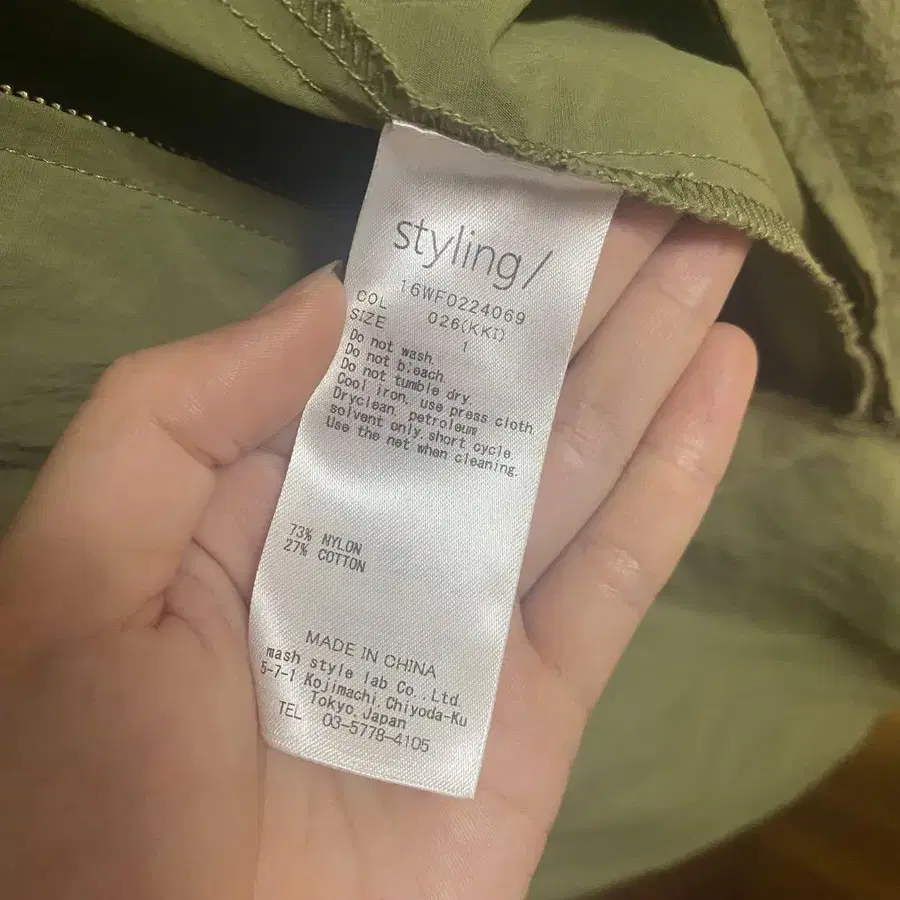 styling/
16WF0224069
COL 026(KKI)
SIZE 1
Do not wash.
Do not bleach.
Do not tumble dry.
Cool iron, use press cloth
Dryclean, petroleum
solvent only, short cycle
Use the net when cleaning.
73% NYLON
27% COTTON
MADE IN CHINA
mash style lab Co.,Ltd.
5-7-1 Kojimachi,Chiyoda-Ku
Tokyo,Japan
TEL 03-5778-4105